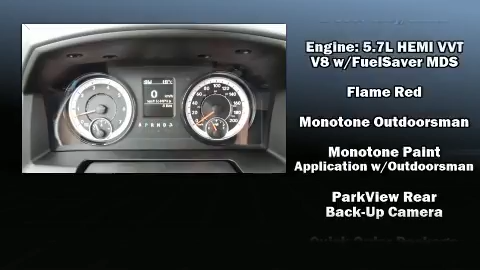 Engine: 5.7L HEMI VVT
V8 w/FuelSaver MDS
Flame Red
Monotone Outdoorsman
Monotone Paint
Application w/Outdoorsman
ParkView Rear
Back-Up Camera